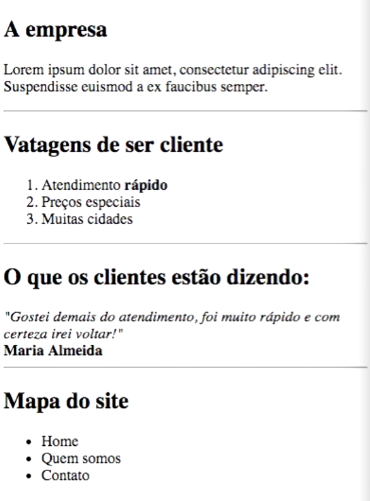 A empresa
Lorem ipsum dolor sit amet, consectetur adipiscing elit.
Suspendisse euismod a ex faucibus semper.
Vatagens de ser cliente
1. Atendimento rápido
2. Preços especiais
3. Muitas cidades
O que os clientes estão dizendo:
"Gostei demais do atendimento, foi muito rápido e com
certeza irei voltar!"
Maria Almeida
Mapa do site
• Home
• Quem somos
• Contato